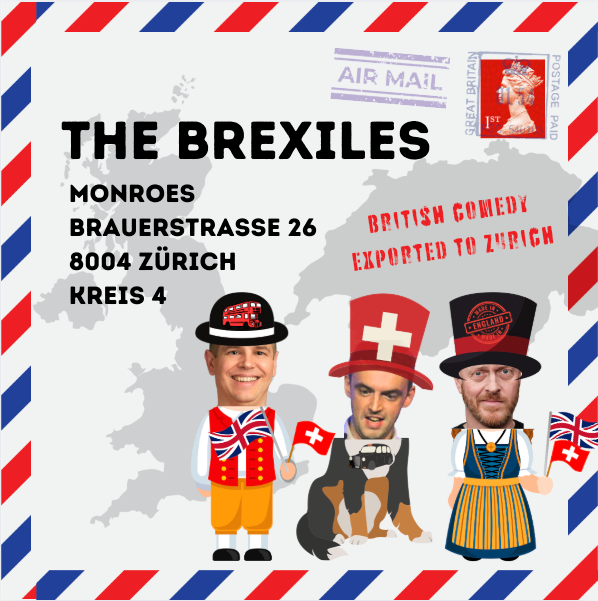 AIR MAIL
GREAT BRITAIN
POSTAGE PAID
1ST
THE BREXILES
MONROES
BRAUERSTRASSE 26
8004 ZÜRICH
KREIS 4
BRITISH COMEDY
EXPORTED TO ZURICH
MADE IN
ENGLAND